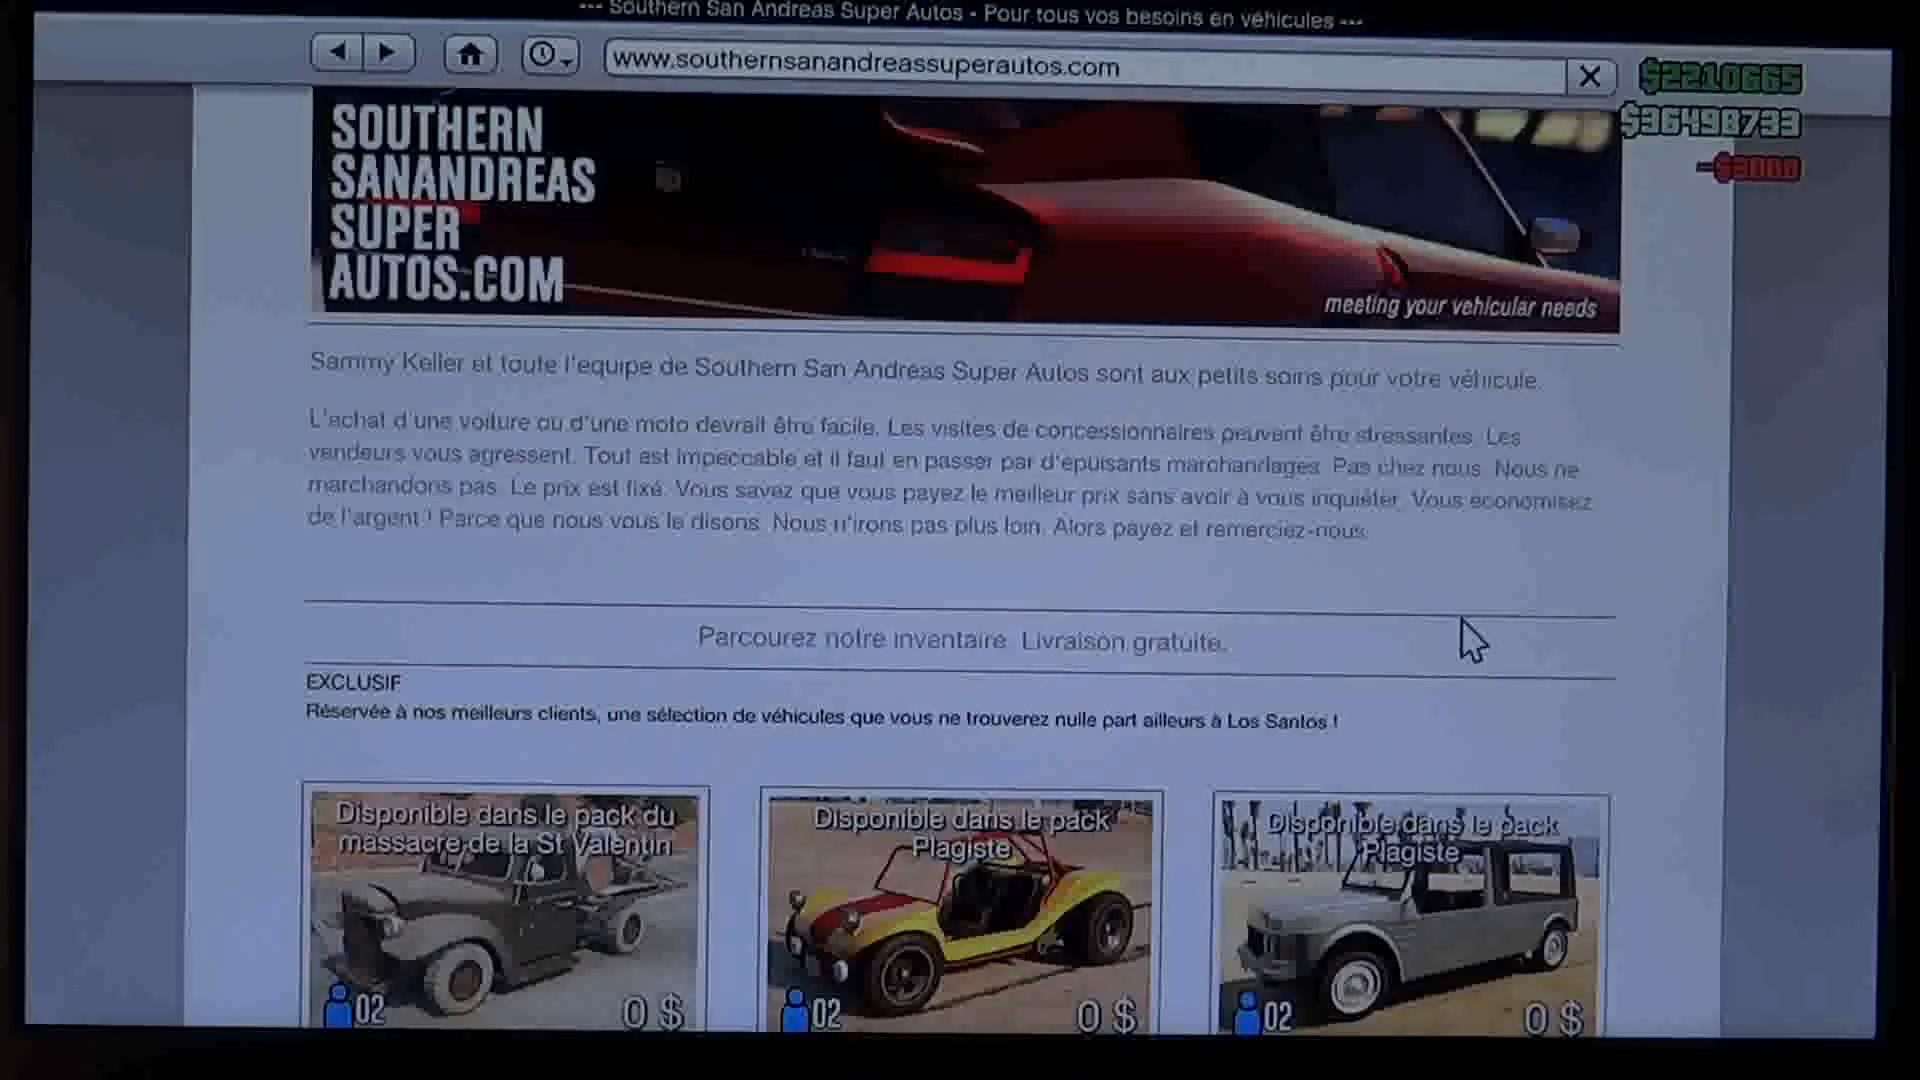 --- Southern San Andreas Super Autos - Pour tous vos besoins en véhicules ---
www.southernsanandreassuperautos.com
$2210665
$36498733
-$3000
SOUTHERN
SANANDREAS
SUPER
AUTOS.COM
meeting your vehicular needs
Sammy Keller et toute l'equipe de Southern San Andreas Super Autos sont aux petits soins pour votre véhicule.
L'achat d'une voiture ou d'une moto devrait être facile. Les visites de concessionnaires peuvent être stressantes. Les
vendeurs vous agressent. Tout est impeccable et il faut en passer par d'épuisants marchandages. Pas chez nous. Nous ne
marchandons pas. Le prix est fixé. Vous savez que vous payez le meilleur prix sans avoir à vous inquiéter. Vous économisez
de l'argent ! Parce que nous vous le disons. Nous n'irons pas plus loin. Alors payez et remerciez-nous.
Parcourez notre inventaire. Livraison gratuite.
EXCLUSIF
Réservée à nos meilleurs clients, une sélection de véhicules que vous ne trouverez nulle part ailleurs à Los Santos !
Disponible dans le pack du
massacre de la St Valentin
02
0 $
Disponible dans le pack
Plagiste
02
0 $
Disponible dans le pack
Plagiste
02
0 $